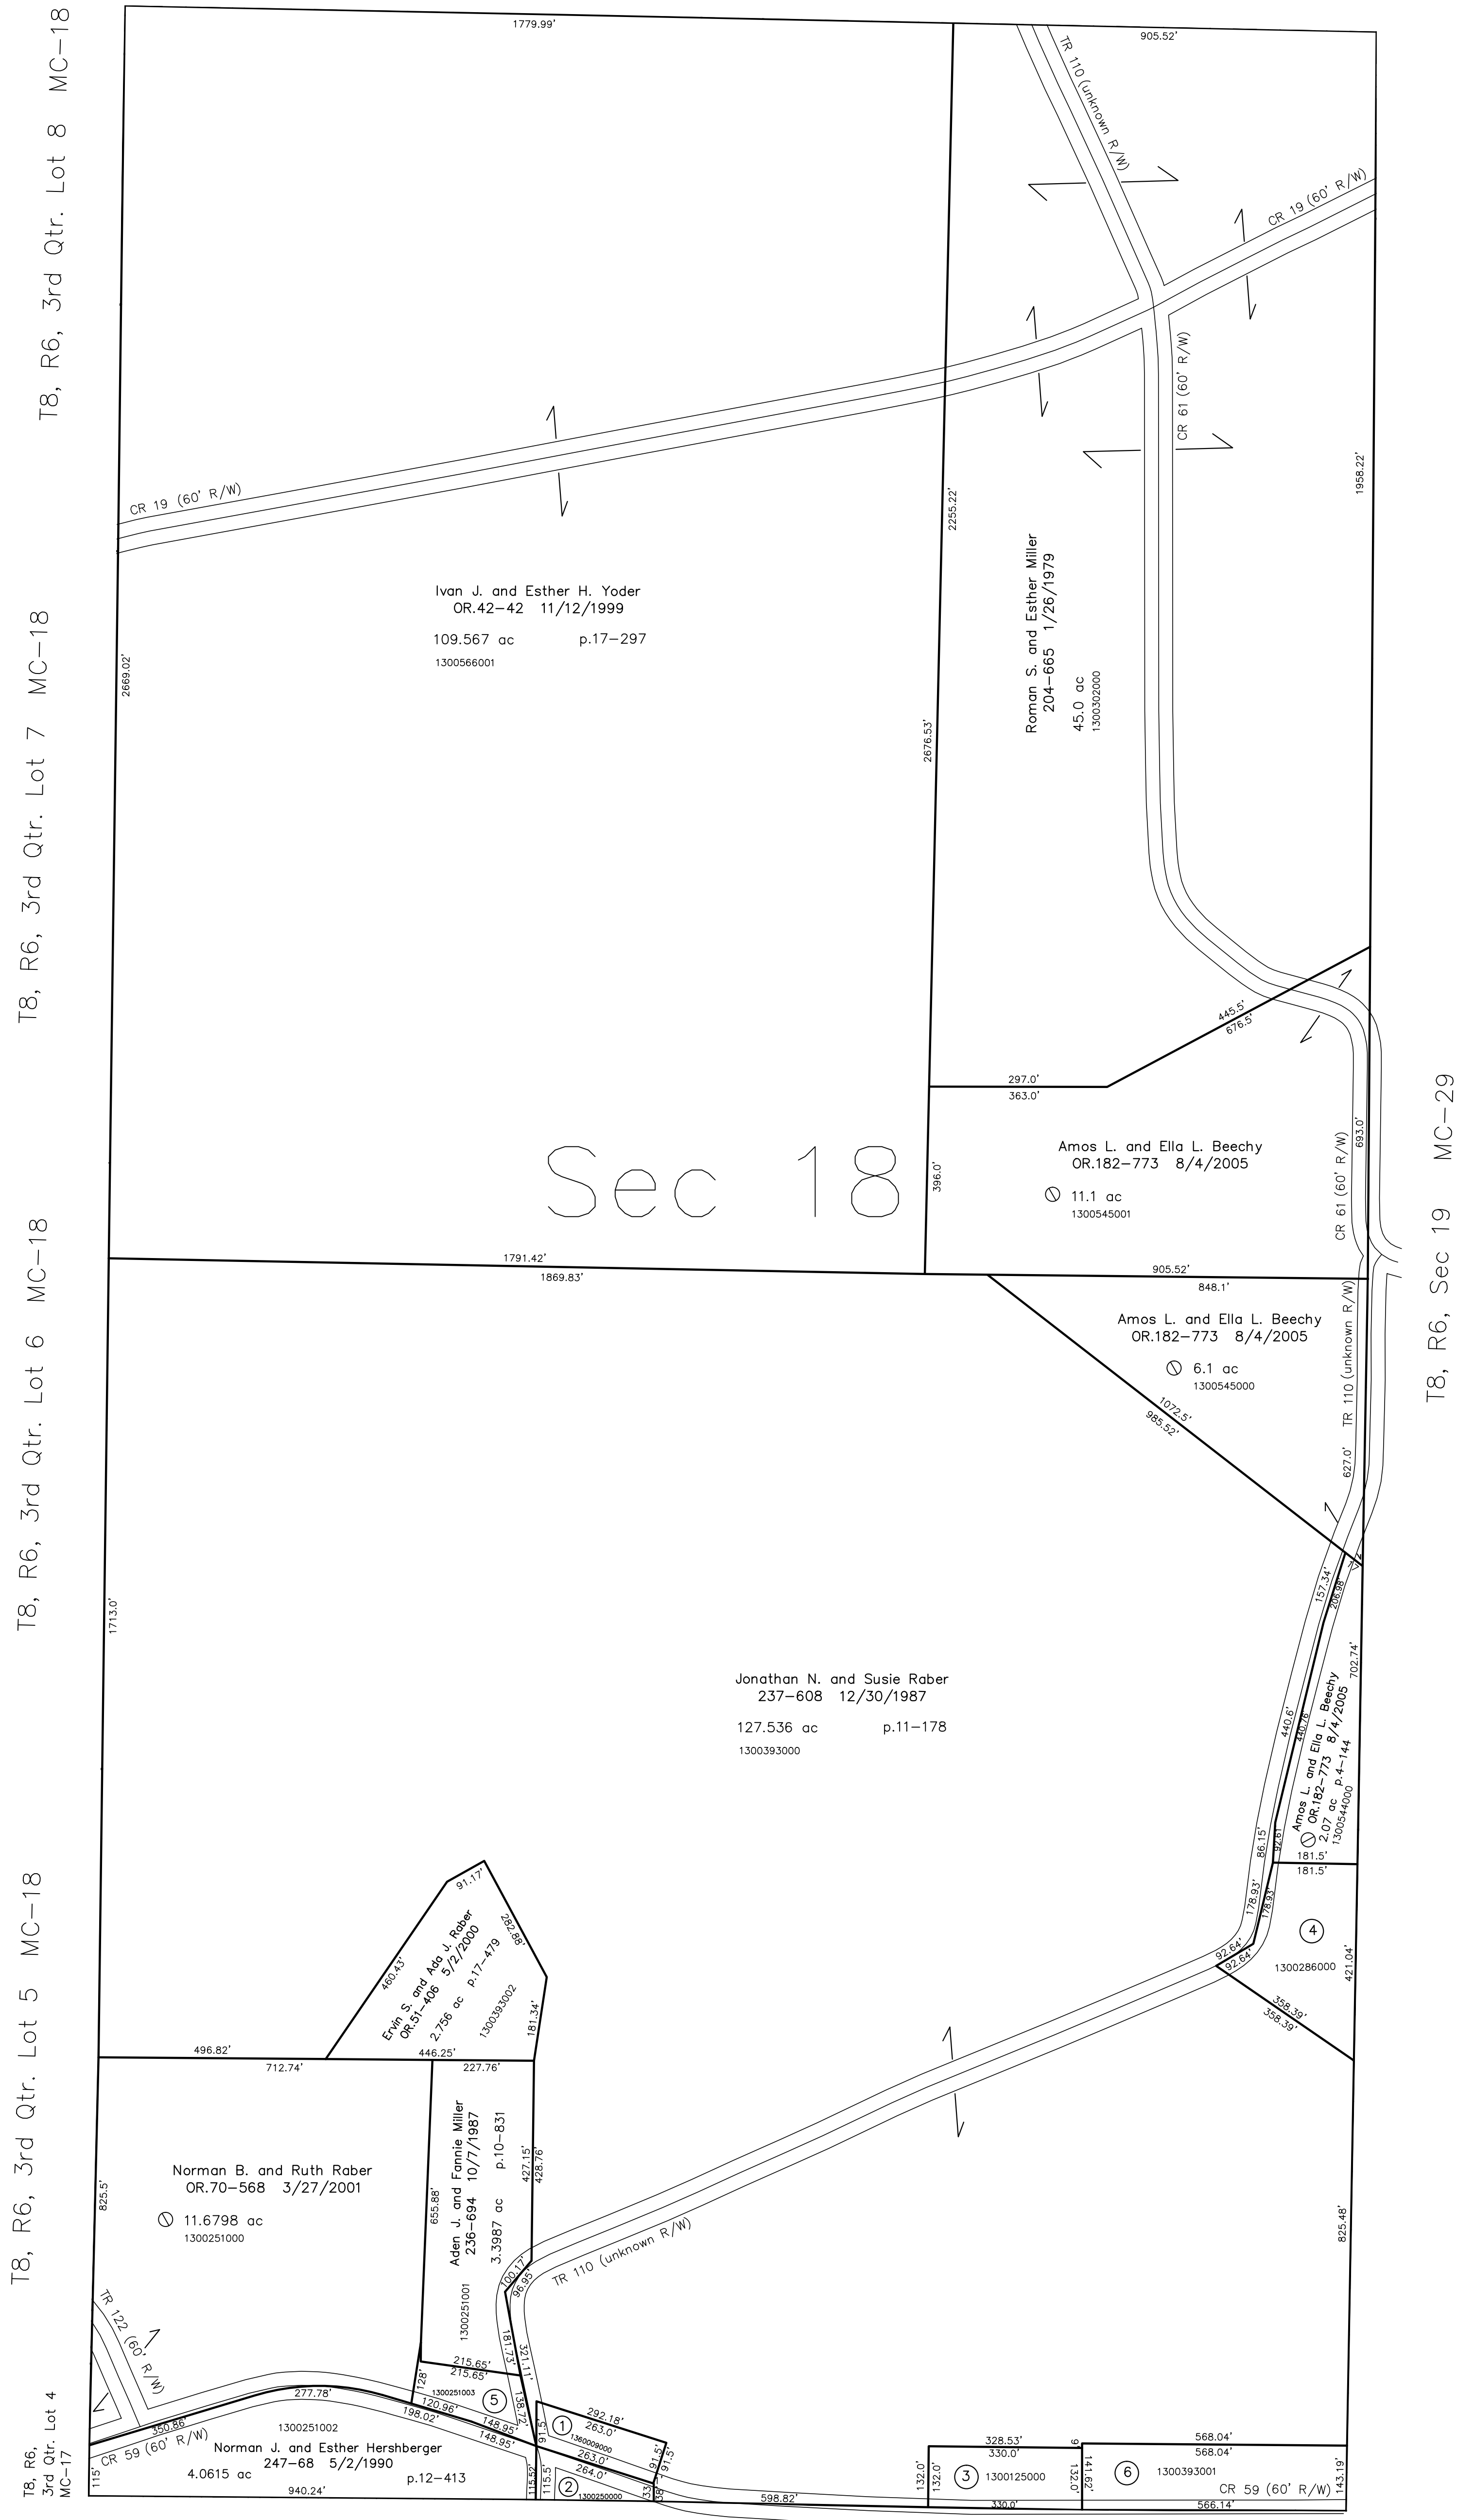 1779.99'
905.52'
T8, R6, 3rd Qtr. Lot 8   MC-18
TR 110 (unknown R/W)
CR 19 (60' R/W)
CR 61 (60' R/W)
1958.22'
CR 19 (60' R/W)
2255.22'
Ivan J. and Esther H. Yoder
OR.42-42   11/12/1999
109.567 ac   p.17-297
1300566001
Roman S. and Esther Miller
204-665   1/26/1979
45.0 ac
1300302000
2669.02'
T8, R6, 3rd Qtr. Lot 7   MC-18
2676.53'
445.5'
676.5'
297.0'
363.0'
T8, R6, Sec 19   MC-29
693.0'
CR 61 (60' R/W)
Amos L. and Ella L. Beechy
OR.182-773   8/4/2005
11.1 ac
1300545001
396.0'
Sec 18
T8, R6, 3rd Qtr. Lot 6   MC-18
1791.42'
1869.83'
905.52'
848.1'
Amos L. and Ella L. Beechy
OR.182-773   8/4/2005
6.1 ac
1300545000
TR 110 (unknown R/W)
627.0'
1072.5'
985.52'
77'
157.34'
206.98'
1713.0'
702.74'
Jonathan N. and Susie Raber
237-608   12/30/1987
127.536 ac   p.11-178
1300393000
440.6'
440.76'
Amos L. and Ella L. Beechy
OR.182-773   8/4/2005
2.07 ac   p.4-144
1300544000
86.15'
92.61'
181.5'
181.5'
178.93'
178.93'
4
1300286000
421.04'
92.64'
92.64'
358.39'
358.39'
T8, R6, 3rd Qtr. Lot 5   MC-18
91.17'
282.88'
460.43'
Ervin S. and Ada J. Raber
OR.51-406   5/2/2000
2.756 ac   p.17-479
1300393002
181.34'
496.82'
712.74'
446.25'
227.76'
Norman B. and Ruth Raber
OR.70-568   3/27/2001
11.6798 ac
1300251000
825.5'
655.88'
Aden J. and Fannie Miller
236-694   10/7/1987
3.3987 ac   p.10-831
1300251001
427.15'
428.76'
825.48'
TR 110 (unknown R/W)
100.17'
96.95'
181.73'
321.11'
TR 122 (60' R/W)
215.65'
215.65'
128'
1300251003
5
138.72'
120.96'
148.95'
148.95'
198.02'
277.78'
350.86'
CR 59 (60' R/W)
1300251002
Norman J. and Esther Hershberger
247-68   5/2/1990
4.0615 ac   p.12-413
115'
940.24'
115.52'
115.5'
T8, R6,
3rd Qtr. Lot 4
MC-17
91.5'
292.18'
263.0'
1
1360009000
263.0'
264.0'
91.5'
91.5'
2
1300250000
598.82'
328.53'
330.0'
132.0'
132.0'
3
1300125000
132.0'
330.0'
141.62'
568.04'
568.04'
6
1300393001
143.19'
CR 59 (60' R/W)
566.14'